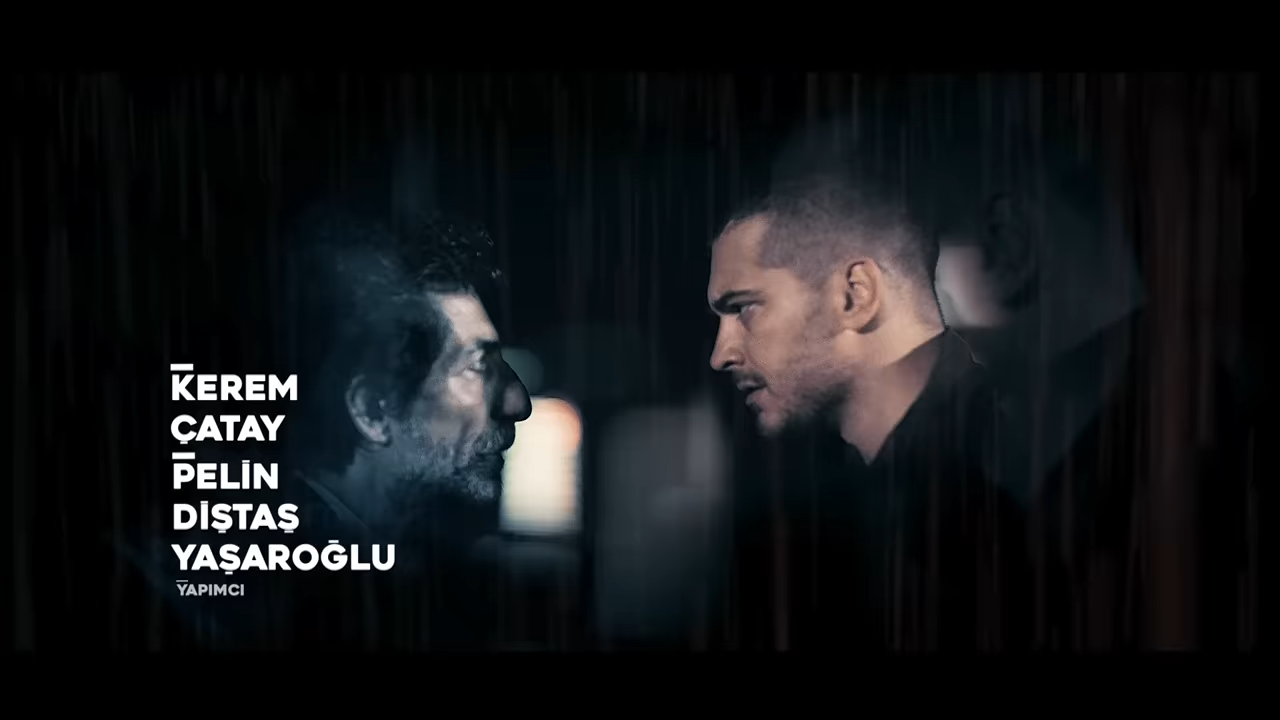 KEREM
ÇATAY
PELİN
DİŞTAŞ
YAŞAROĞLU
YAPIMCI